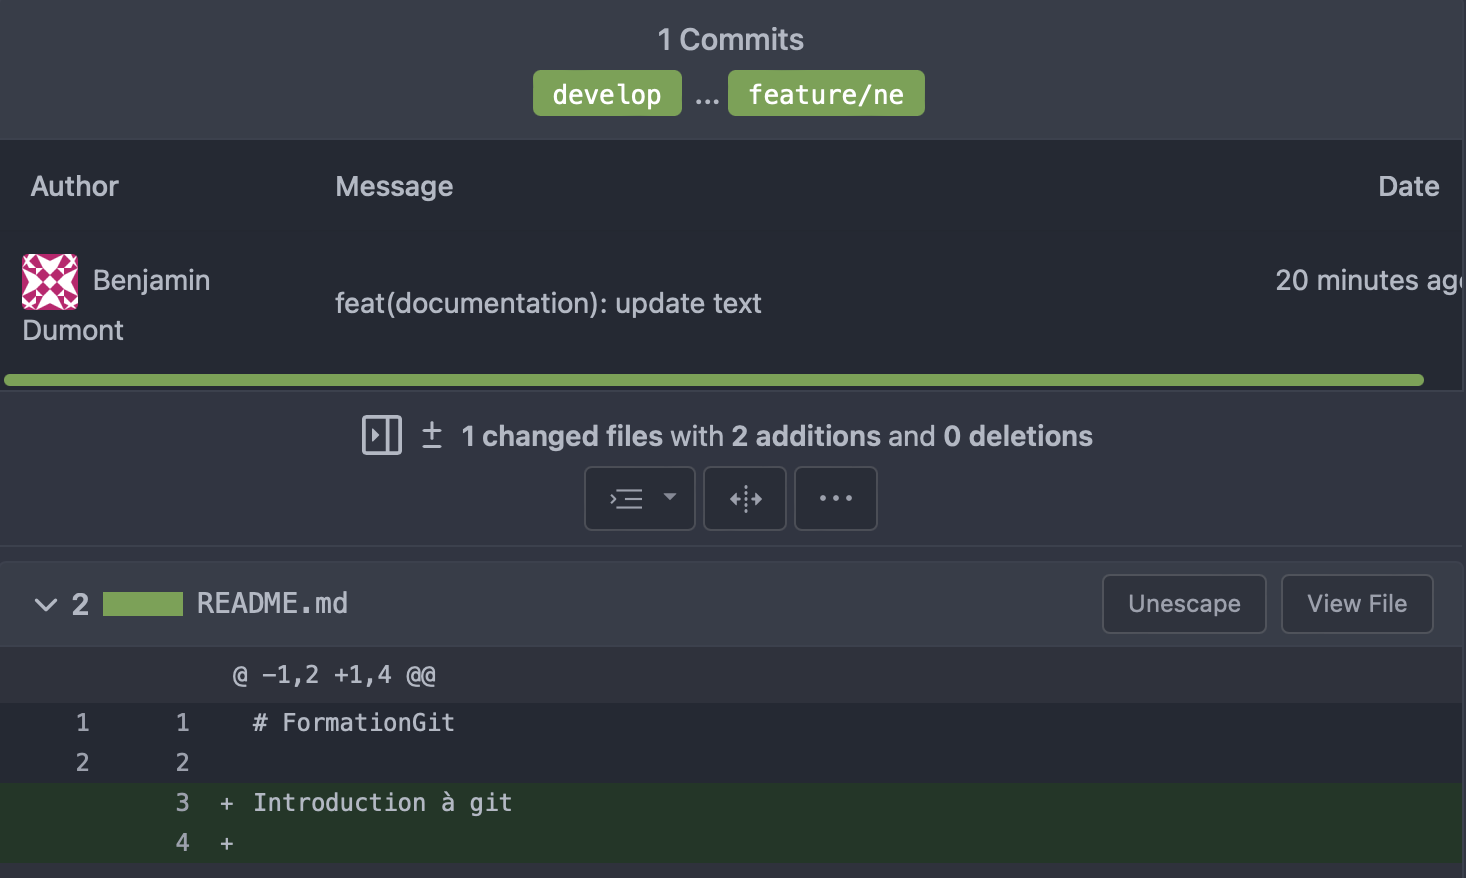 1 Commits
develop ... feature/ne
Author Message Date
Benjamin Dumont
feat(documentation): update text
20 minutes ago
± 1 changed files with 2 additions and 0 deletions
2 README.md Unescape View File
@ -1,2 +1,4 @@
1 1 # FormationGit
2 2
3 + Introduction à git
4 +